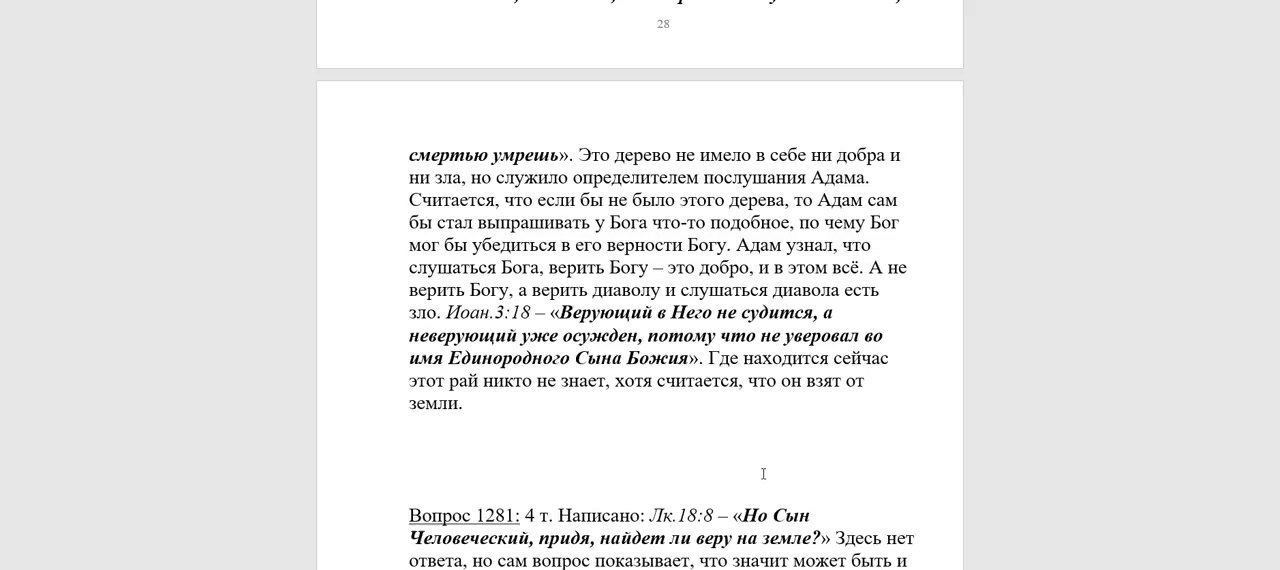 28
смертью умрешь». Это дерево не имело в себе ни добра и
ни зла, но служило определителем послушания Адама.
Считается, что если бы не было этого дерева, то Адам сам
бы стал выпрашивать у Бога что-то подобное, по чему Бог
мог бы убедиться в его верности Богу. Адам узнал, что
слушаться Бога, верить Богу – это добро, и в этом всё. А не
верить Богу, а верить диаволу и слушаться диавола есть
зло. Иоан.3:18 – «Верующий в Него не судится, а
неверующий уже осужден, потому что не уверовал во
имя Единородного Сына Божия». Где находится сейчас
этот рай никто не знает, хотя считается, что он взят от
земли.
Вопрос 1281: 4 т. Написано: Лк.18:8 – «Но Сын
Человеческий, придя, найдет ли веру на земле?» Здесь нет
ответа, но сам вопрос показывает, что значит может быть и